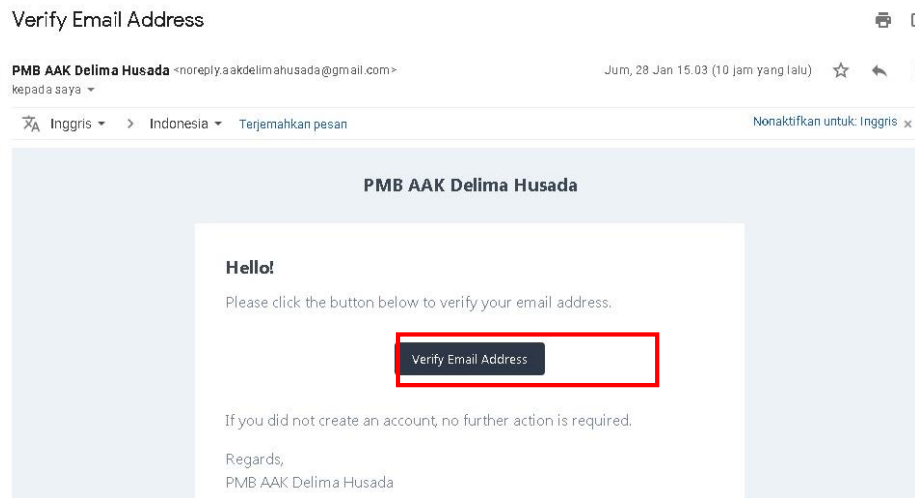 Verify Email Address
PMB AAK Delima Husada <noreply.aakdelimahusada@gmail.com>
Jum, 28 Jan 15.03 (10 jam yang lalu)
kepada saya
Inggris > Indonesia Terjemahkan pesan
Nonaktifkan untuk: Inggris ×
PMB AAK Delima Husada
Hello!
Please click the button below to verify your email address.
Verify Email Address
If you did not create an account, no further action is required.
Regards,
PMB AAK Delima Husada